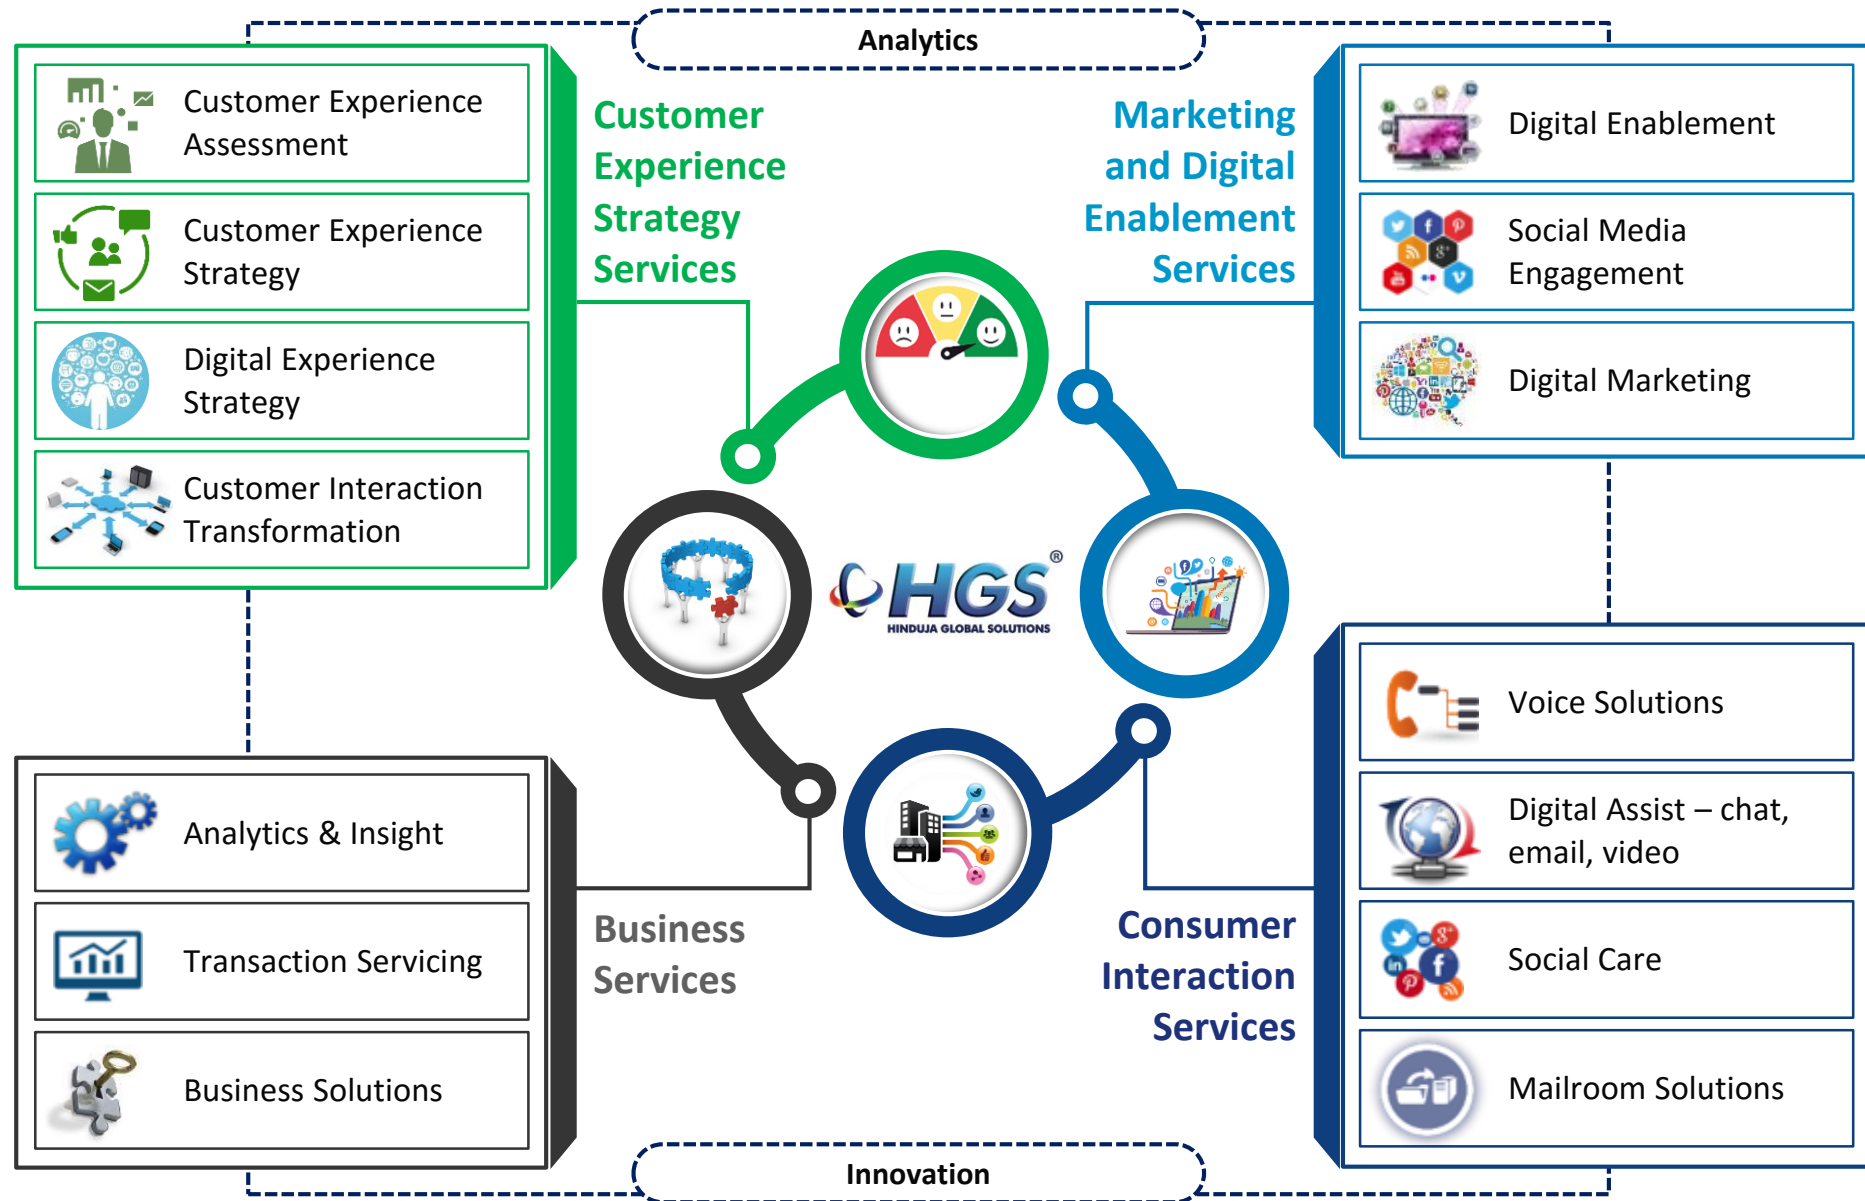 Analytics
Customer Experience
Assessment
Customer Experience
Strategy
Digital Experience
Strategy
Customer Interaction
Transformation
Customer
Experience
Strategy
Services
Marketing
and Digital
Enablement
Services
Digital Enablement
Social Media
Engagement
Digital Marketing
HGS®
HINDUJA GLOBAL SOLUTIONS
Analytics & Insight
Transaction Servicing
Business Solutions
Business
Services
Consumer
Interaction
Services
Voice Solutions
Digital Assist – chat,
email, video
Social Care
Mailroom Solutions
Innovation